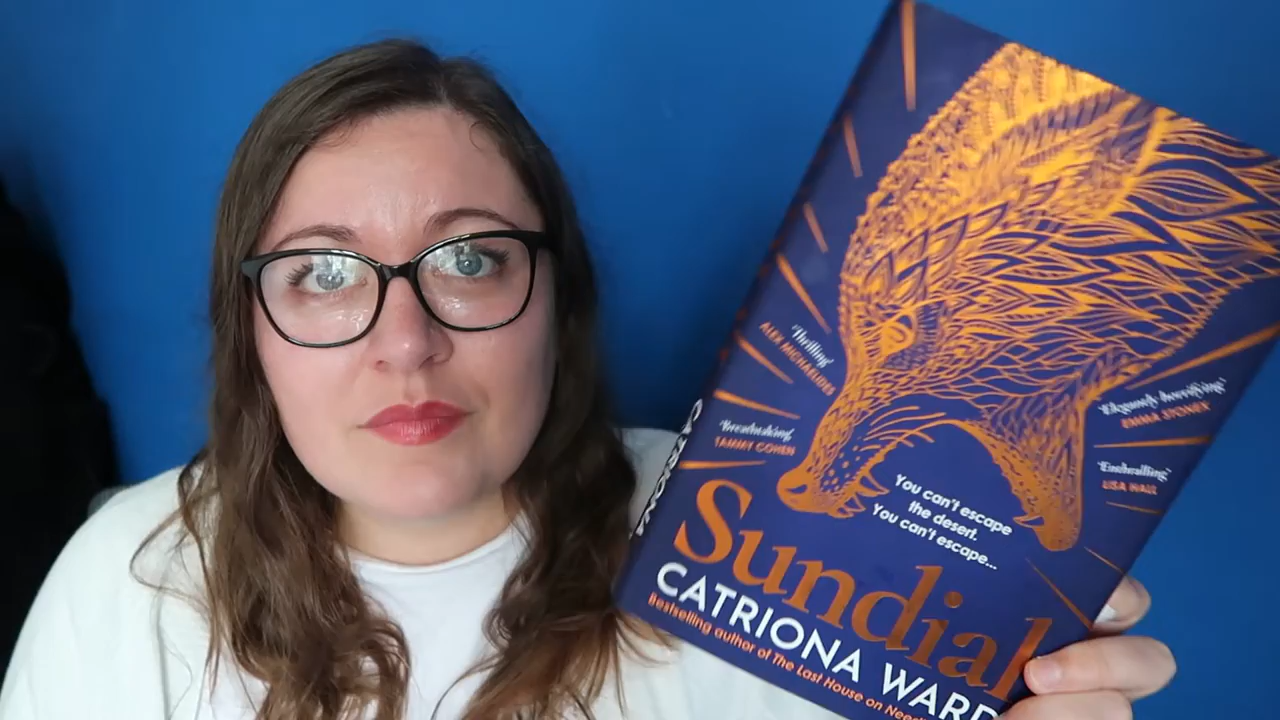 'Thrilling'
ALEX MICHAELIDES
'Breathtaking'
TAMMY COHEN
'Elegantly horrifying'
EMMA STONEX
'Enthralling'
LISA HALL
You can't escape
the desert.
You can't escape...
Sundial
CATRIONA WARD
Bestselling author of The Last House on
CATRIONA